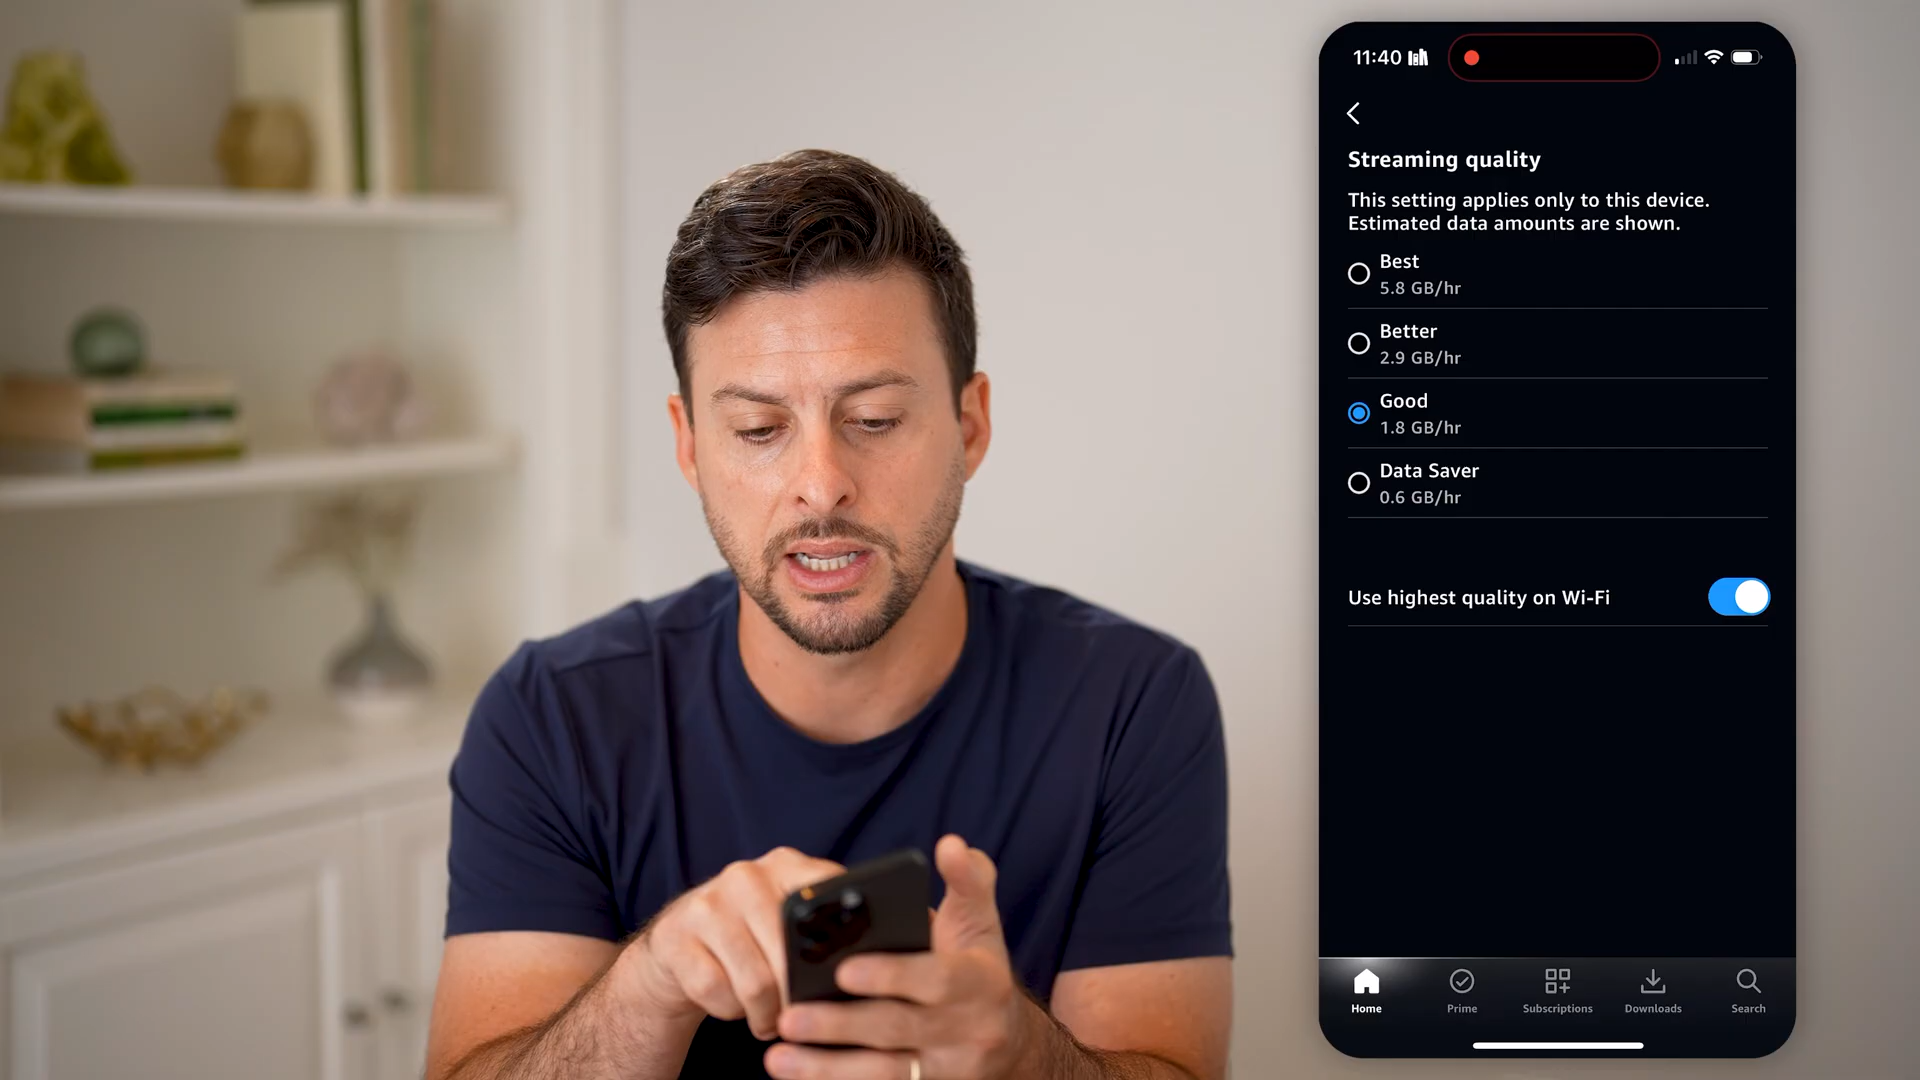 11:40
Streaming quality
This setting applies only to this device.
Estimated data amounts are shown.
Best
5.8 GB/hr
Better
2.9 GB/hr
Good
1.8 GB/hr
Data Saver
0.6 GB/hr
Use highest quality on Wi-Fi
Home
Prime
Subscriptions
Downloads
Search